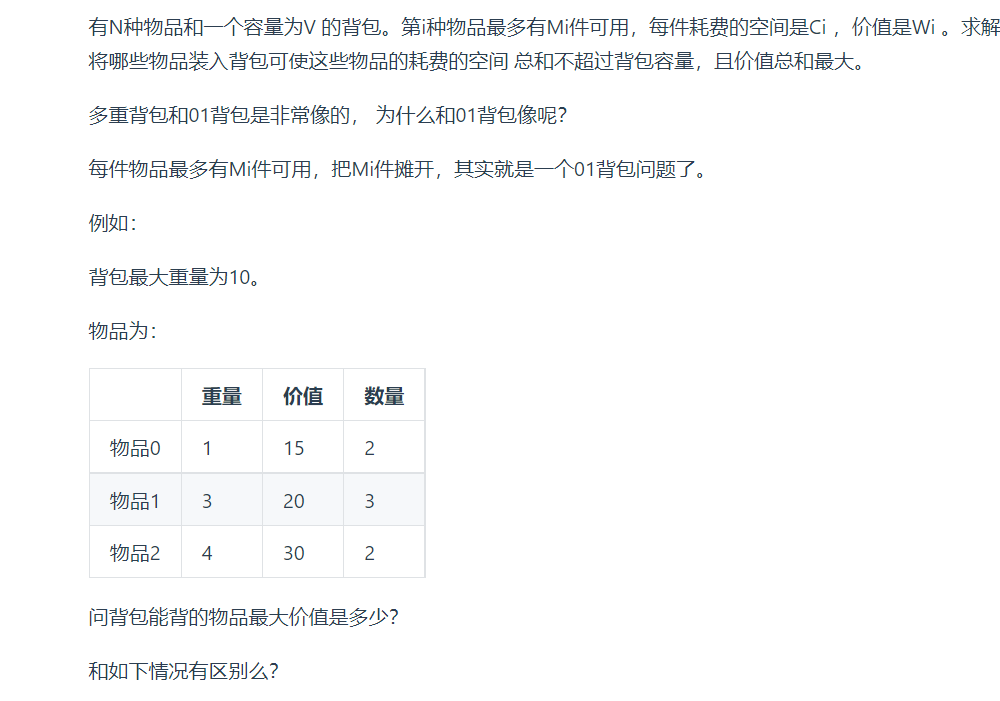 有N种物品和一个容量为V 的背包。第i种物品最多有Mi件可用，每件耗费的空间是Ci ，价值是Wi 。求解
将哪些物品装入背包可使这些物品的耗费的空间 总和不超过背包容量，且价值总和最大。
多重背包和01背包是非常像的， 为什么和01背包像呢？
每件物品最多有Mi件可用，把Mi件摊开，其实就是一个01背包问题了。
例如：
背包最大重量为10。
物品为：
重量 价值 数量
物品0 1 15 2
物品1 3 20 3
物品2 4 30 2
问背包能背的物品最大价值是多少？
和如下情况有区别么？